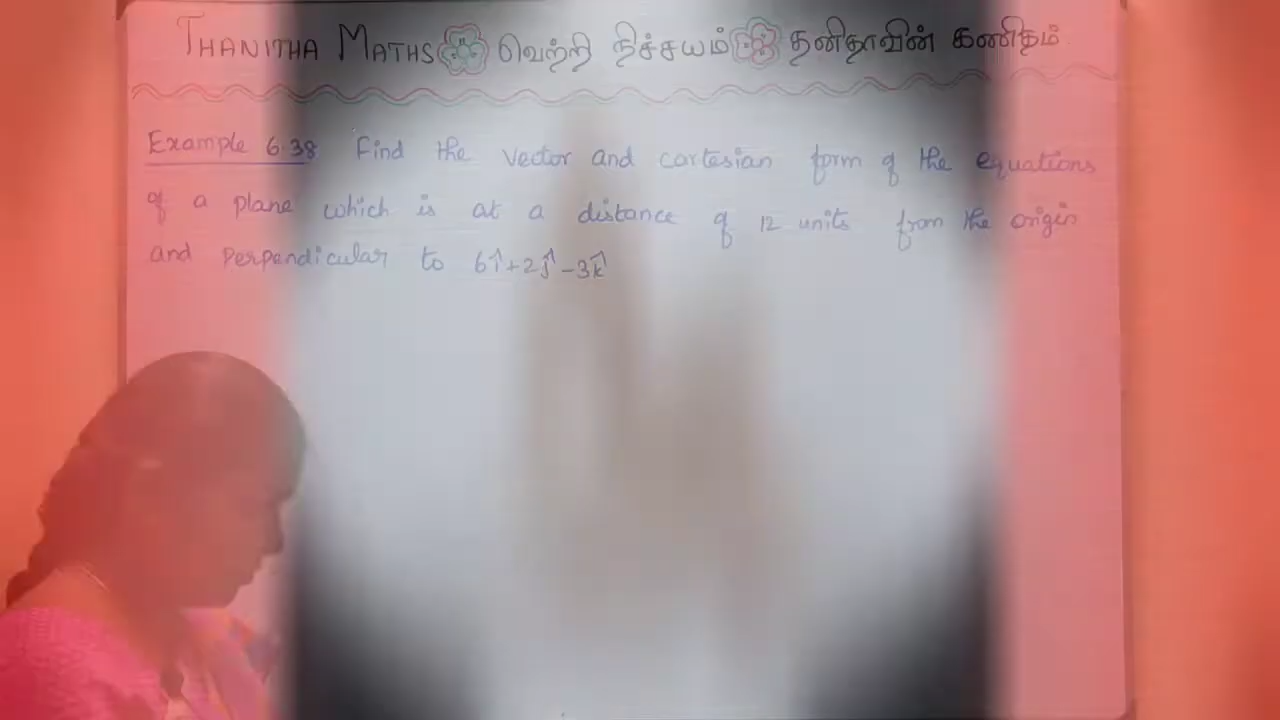 THANITHA MATHS வெற்றி நிச்சயம் தனிதாவின் கணிதம்
Example 6.38 Find the vector and cartesian form of the equations
of a plane which is at a distance of 12 units from the origin
and perpendicular to 6î+2ĵ-3k̂